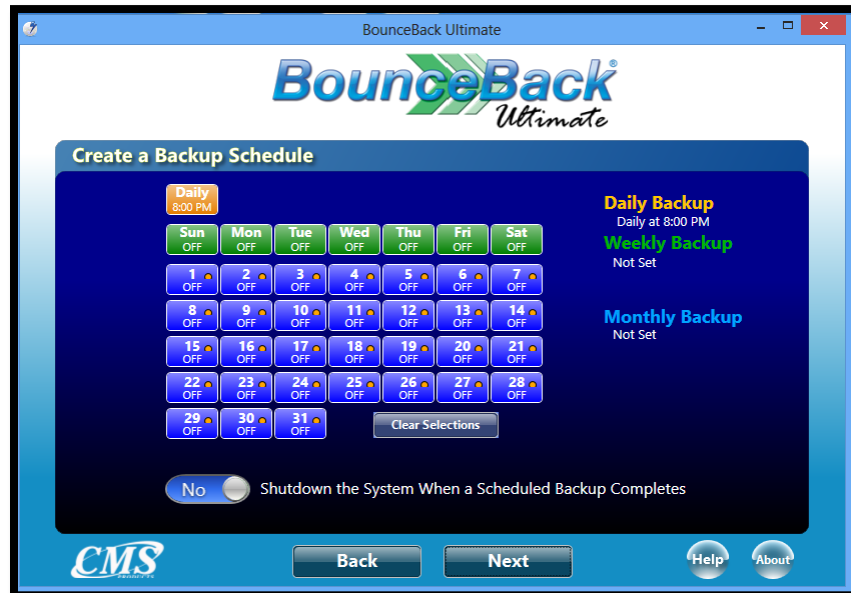 BounceBack Ultimate
BounceBack
Ultimate
Create a Backup Schedule
Daily
8:00 PM
Sun Mon Tue Wed Thu Fri Sat
OFF OFF OFF OFF OFF OFF OFF
1 2 3 4 5 6 7
OFF OFF OFF OFF OFF OFF OFF
8 9 10 11 12 13 14
OFF OFF OFF OFF OFF OFF OFF
15 16 17 18 19 20 21
OFF OFF OFF OFF OFF OFF OFF
22 23 24 25 26 27 28
OFF OFF OFF OFF OFF OFF OFF
29 30 31
OFF OFF OFF
Clear Selections
Daily Backup
Daily at 8:00 PM
Weekly Backup
Not Set
Monthly Backup
Not Set
No Shutdown the System When a Scheduled Backup Completes
CMS
PRODUCTS
Back Next Help About